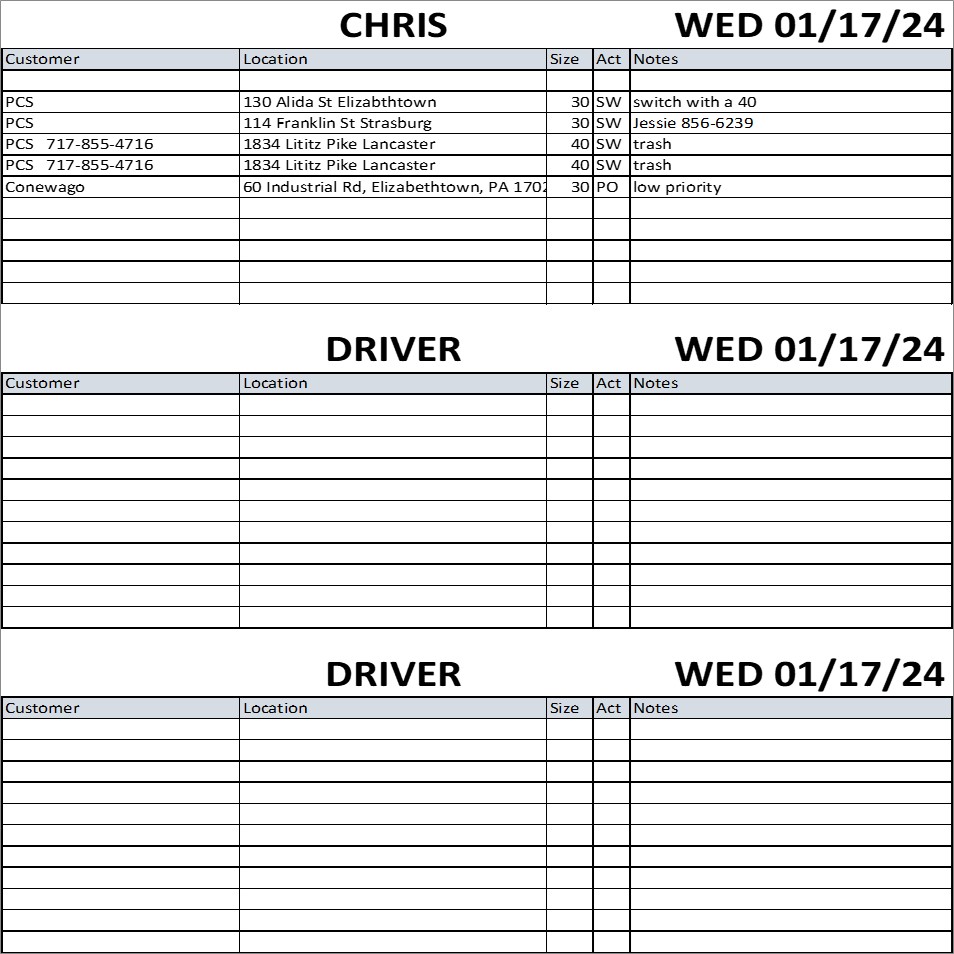 CHRIS WED 01/17/24
Customer Location Size Act Notes
PCS 130 Alida St Elizabthtown 30 SW switch with a 40
PCS 114 Franklin St Strasburg 30 SW Jessie 856-6239
PCS 717-855-4716 1834 Lititz Pike Lancaster 40 SW trash
PCS 717-855-4716 1834 Lititz Pike Lancaster 40 SW trash
Conewago 60 Industrial Rd, Elizabethtown, PA 1702 30 PO low priority
DRIVER WED 01/17/24
Customer Location Size Act Notes
DRIVER WED 01/17/24
Customer Location Size Act Notes